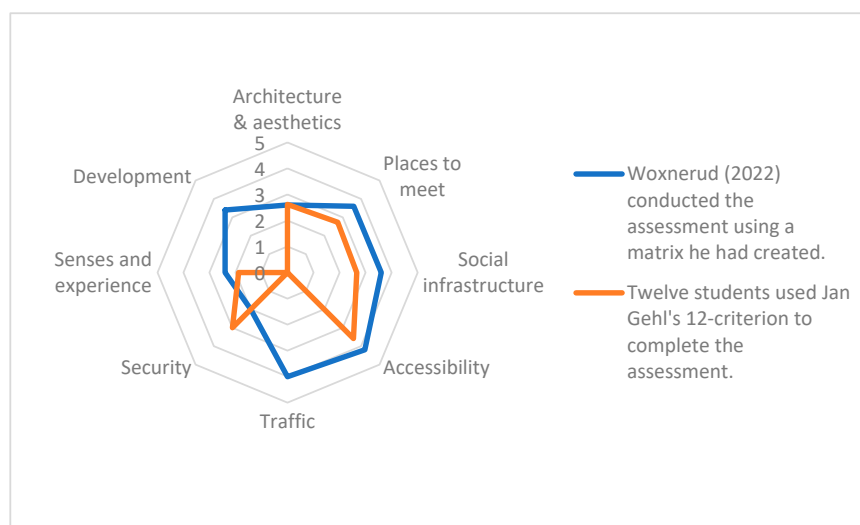 Architecture
& aesthetics
5
4
3
2
1
0
Places to
meet
Social
infrastructure
Accessibility
Traffic
Security
Senses and
experience
Development
Woxnerud (2022)
conducted the
assessment using a
matrix he had created.
Twelve students used Jan
Gehl's 12-criterion to
complete the
assessment.